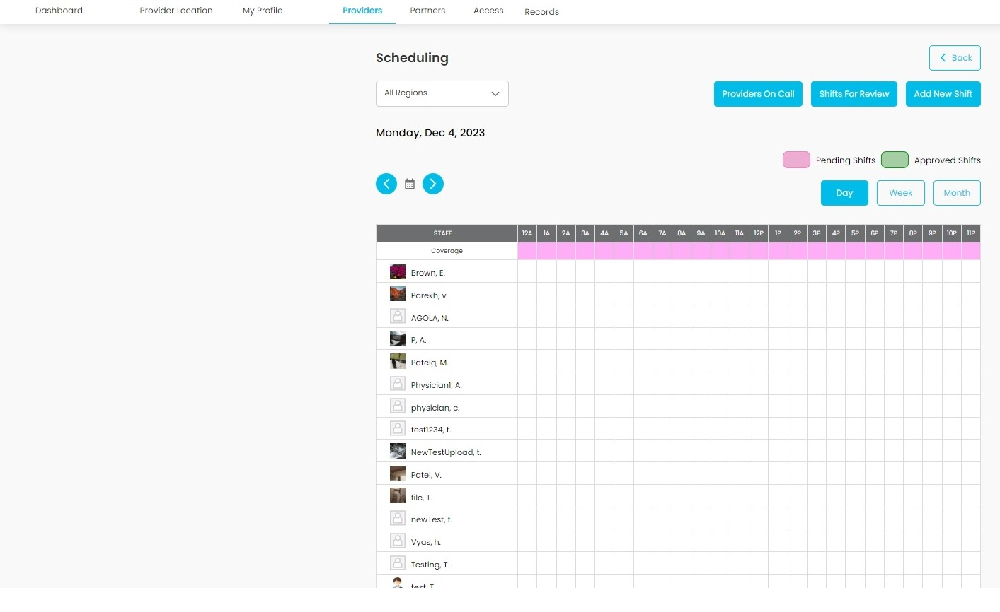 Dashboard Provider Location My Profile Providers Partners Access Records
Scheduling
Back
All Regions
Providers On Call Shifts For Review Add New Shift
Monday, Dec 4, 2023
Pending Shifts Approved Shifts
Day Week Month
STAFF 12A 1A 2A 3A 4A 5A 6A 7A 8A 9A 10A 11A 12P 1P 2P 3P 4P 5P 6P 7P 8P 9P 10P 11P
Coverage
Brown, E.
Parekh, v.
AGOLA, N.
P, A.
Patelg, M.
Physician1, A.
physician, c.
test1234, t.
NewTestUpload, t.
Patel, V.
file, T.
newTest, t.
Vyas, h.
Testing, T.
test, T